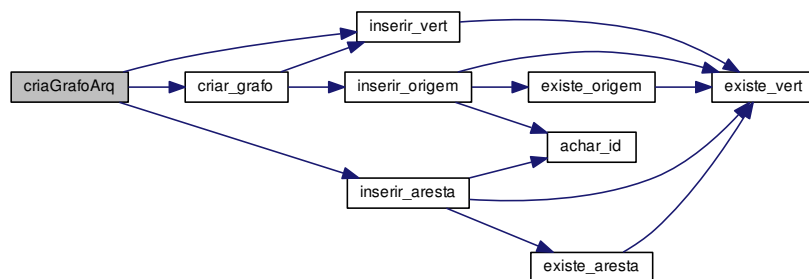 inserir_vert
criaGrafoArq
criar_grafo
inserir_origem
existe_origem
existe_vert
achar_id
inserir_aresta
existe_aresta